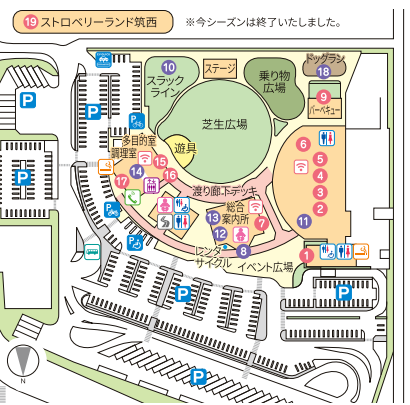 19 ストロベリーランド筑西 ※今シーズンは終了いたしました。
ドッグラン
18
10
スラック
ライン
ステージ
乗り物
広場
9
バーベキュー
P
P
P
芝生広場
6
多目的室
調理室
遊具
15
14
16
17
5
4
3
2
11
渡り廊下デッキ
総合
案内所
13
12
7
8
レンタ
サイクル
イベント広場
1
P
P
P
P
P
P
N